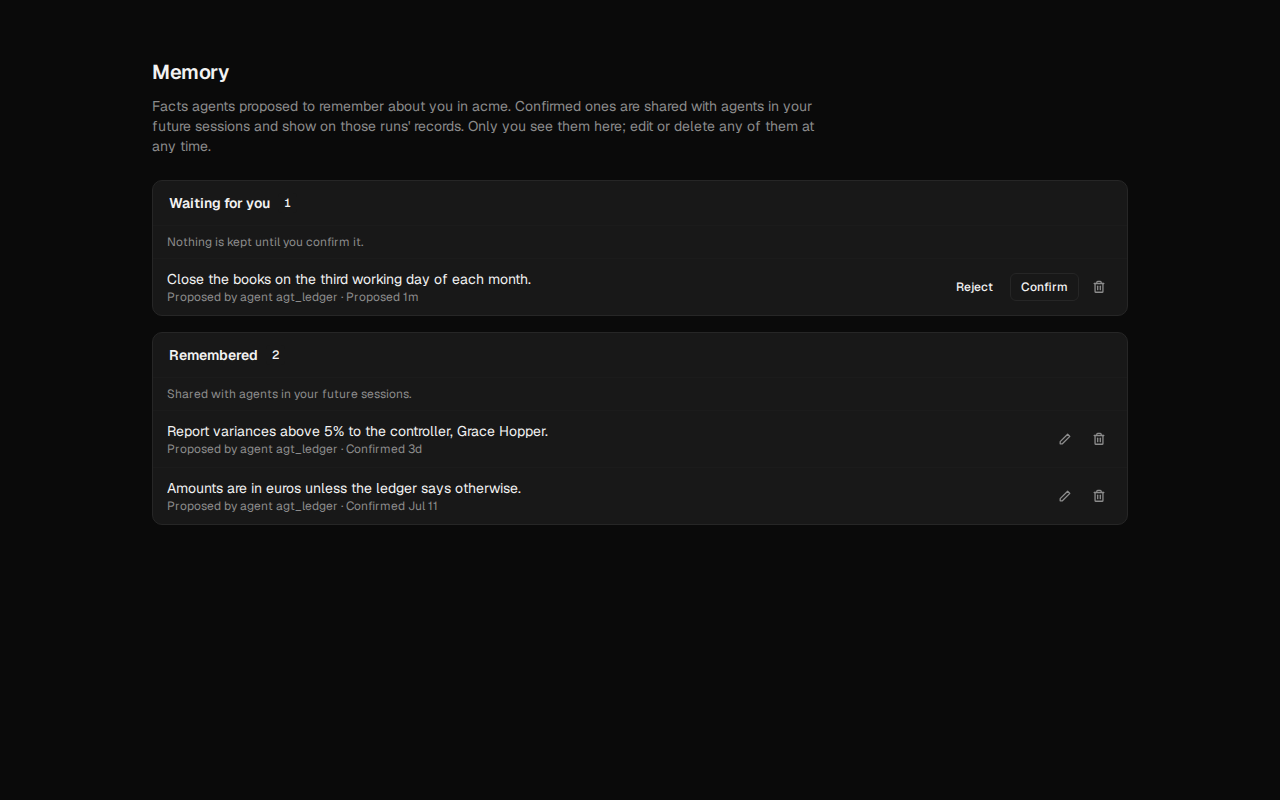 Memory
Facts agents proposed to remember about you in acme. Confirmed ones are shared with agents in your
future sessions and show on those runs' records. Only you see them here; edit or delete any of them at
any time.
Waiting for you 1
Nothing is kept until you confirm it.
Close the books on the third working day of each month.
Proposed by agent agt_ledger · Proposed 1m
Reject Confirm
Remembered 2
Shared with agents in your future sessions.
Report variances above 5% to the controller, Grace Hopper.
Proposed by agent agt_ledger · Confirmed 3d
Amounts are in euros unless the ledger says otherwise.
Proposed by agent agt_ledger · Confirmed Jul 11